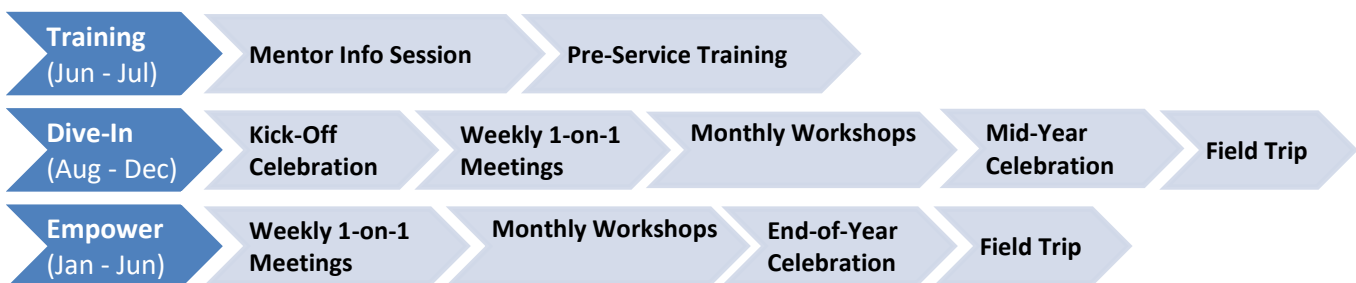 Training
(Jun - Jul)
Mentor Info Session
Pre-Service Training
Dive-In
(Aug - Dec)
Kick-Off
Celebration
Weekly 1-on-1
Meetings
Monthly Workshops
Mid-Year
Celebration
Field Trip
Empower
(Jan - Jun)
Weekly 1-on-1
Meetings
Monthly Workshops
End-of-Year
Celebration
Field Trip